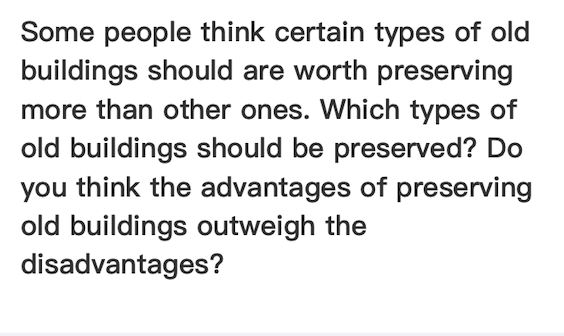 Some people think certain types of old
buildings should are worth preserving
more than other ones. Which types of
old buildings should be preserved? Do
you think the advantages of preserving
old buildings outweigh the
disadvantages?